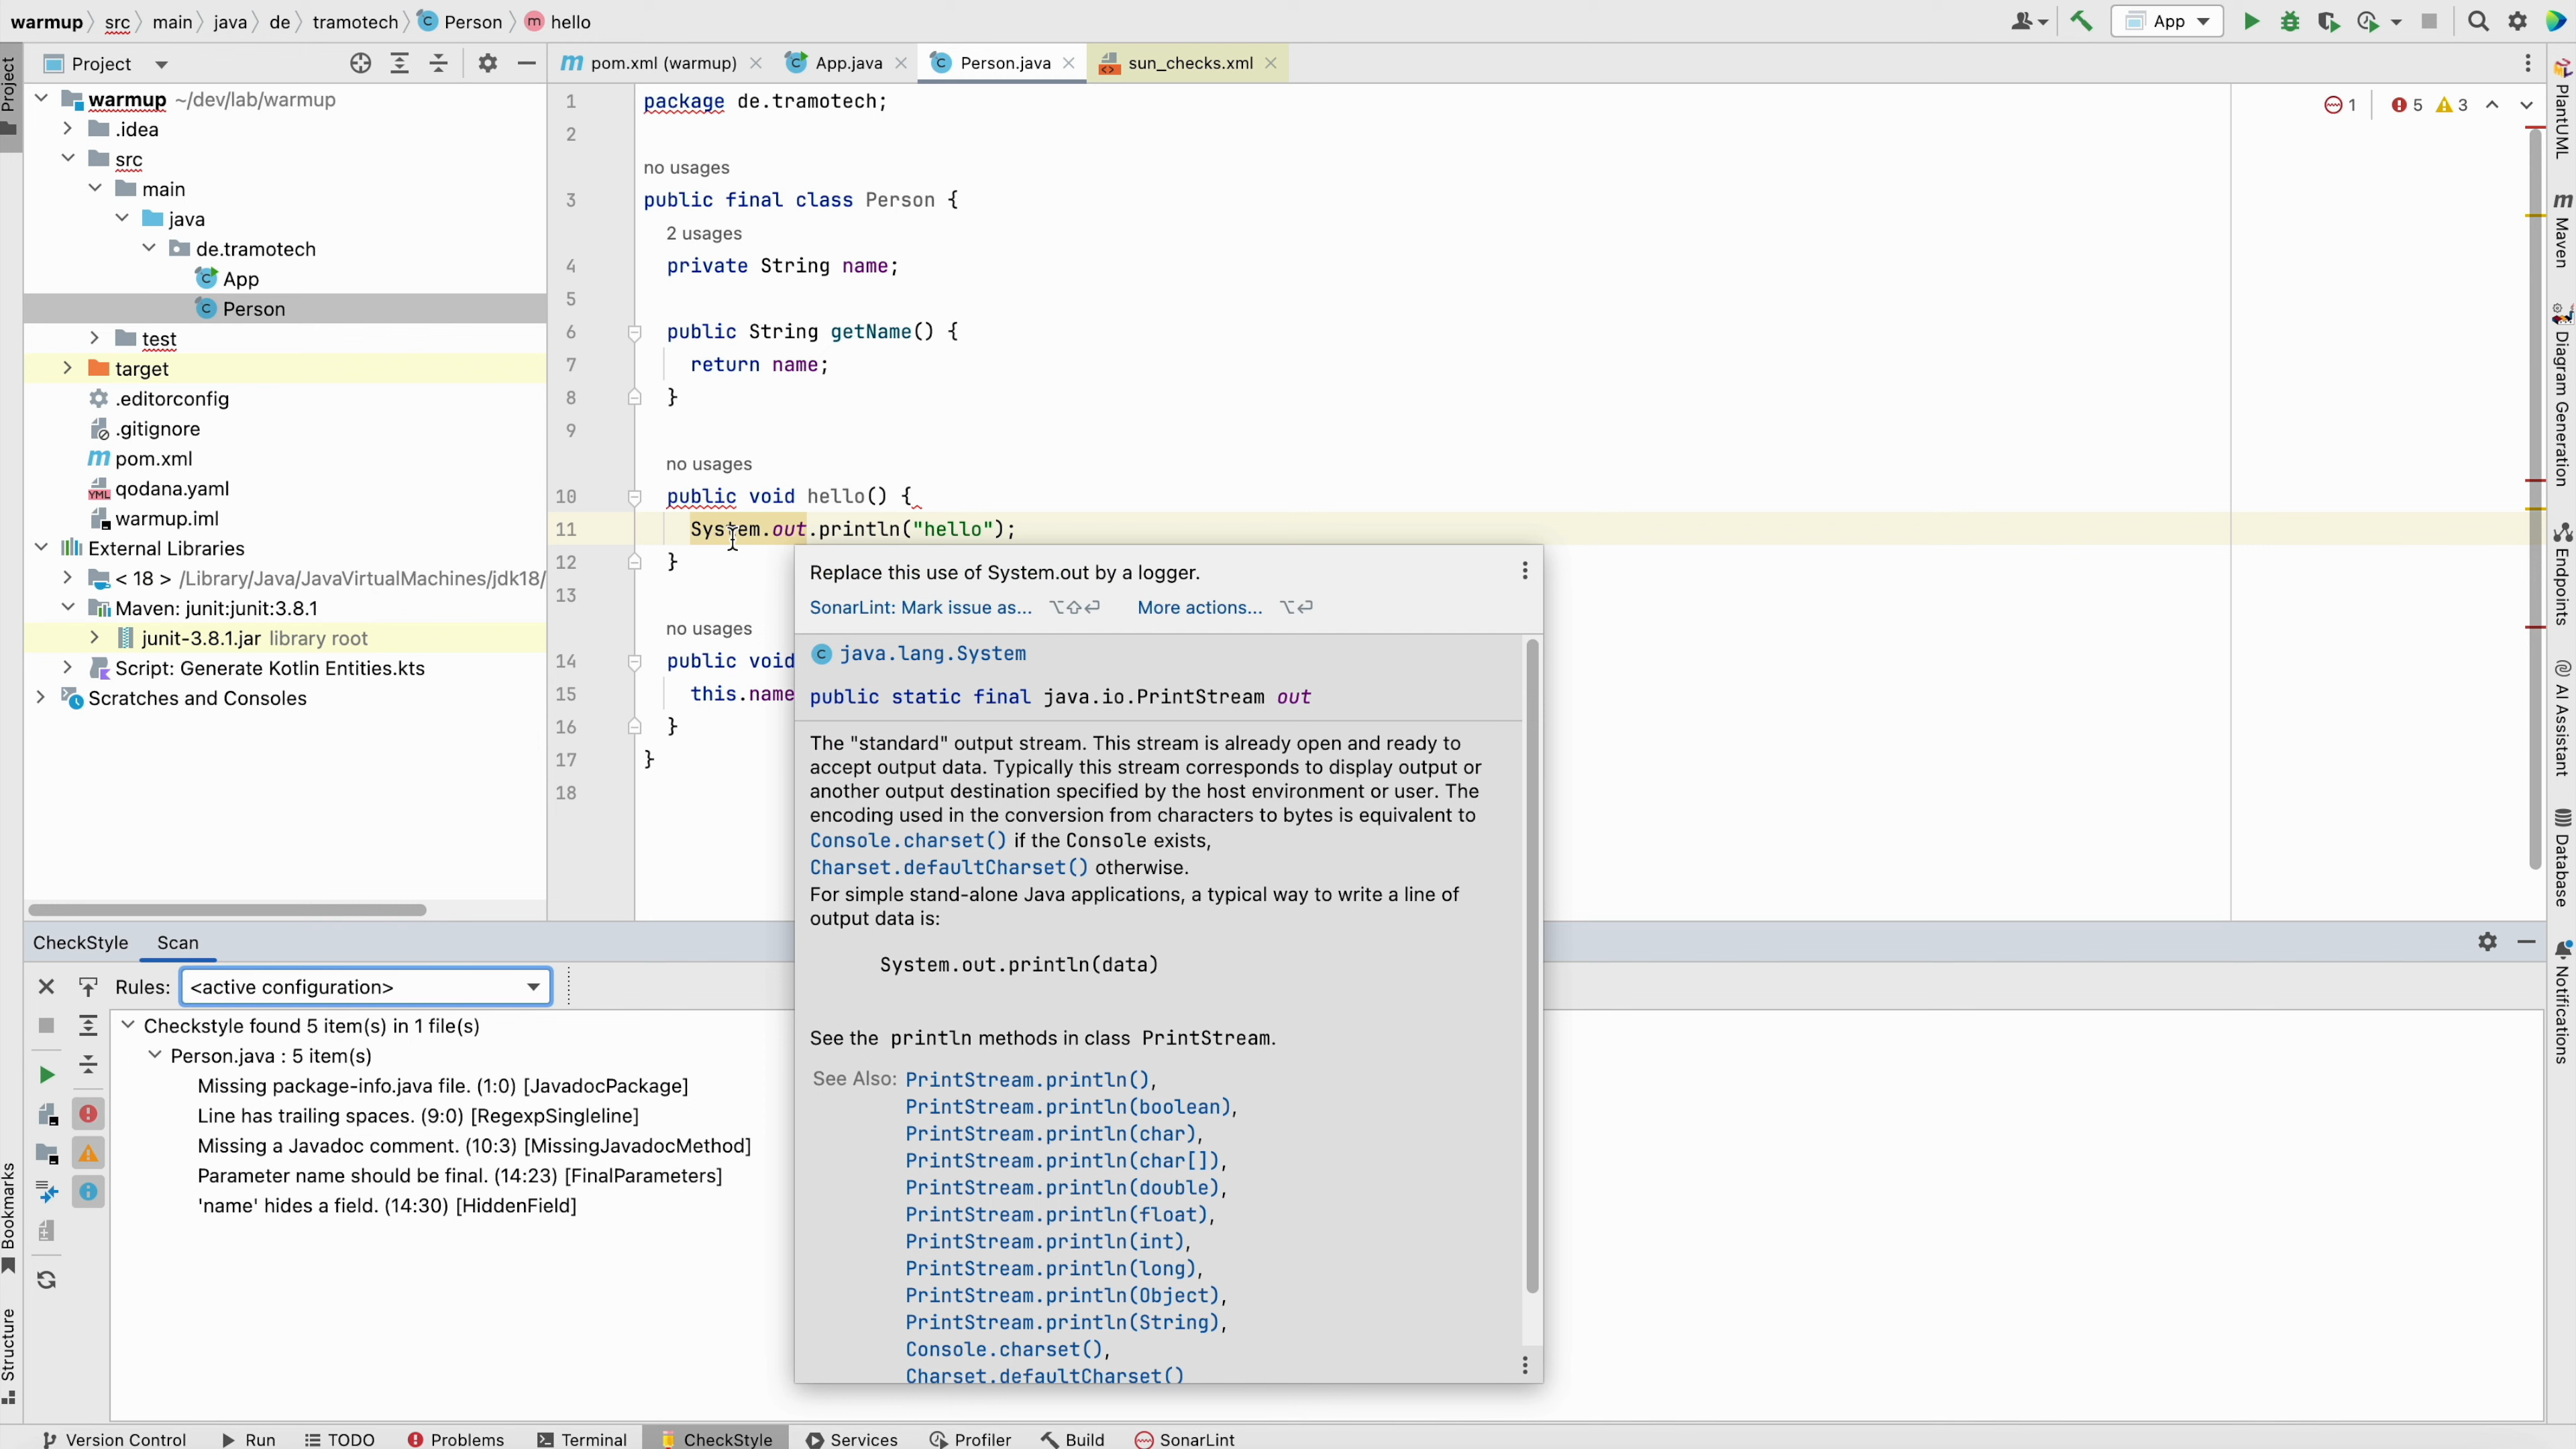 warmup src main java de tramotech Person hello
App
Project
pom.xml (warmup) App.java Person.java sun_checks.xml
warmup ~/dev/lab/warmup
.idea
src
main
java
de.tramotech
App
Person
test
target
.editorconfig
.gitignore
pom.xml
qodana.yaml
warmup.iml
External Libraries
< 18 > /Library/Java/JavaVirtualMachines/jdk18/
Maven: junit:junit:3.8.1
junit-3.8.1.jar library root
Script: Generate Kotlin Entities.kts
Scratches and Consoles
1 package de.tramotech;
2
no usages
3 public final class Person {
2 usages
4 private String name;
5
6 public String getName() {
7 return name;
8 }
9
no usages
10 public void hello() {
11 System.out.println("hello");
12 }
13
no usages
14 public void
15 this.name
16 }
17 }
18
1 5 3
Replace this use of System.out by a logger.
SonarLint: Mark issue as... ⌥⇧⏎ More actions... ⌥⏎
java.lang.System
public static final java.io.PrintStream out
The "standard" output stream. This stream is already open and ready to
accept output data. Typically this stream corresponds to display output or
another output destination specified by the host environment or user. The
encoding used in the conversion from characters to bytes is equivalent to
Console.charset() if the Console exists,
Charset.defaultCharset() otherwise.
For simple stand-alone Java applications, a typical way to write a line of
output data is:
System.out.println(data)
See the println methods in class PrintStream.
See Also: PrintStream.println(),
PrintStream.println(boolean),
PrintStream.println(char),
PrintStream.println(char[]),
PrintStream.println(double),
PrintStream.println(float),
PrintStream.println(int),
PrintStream.println(long),
PrintStream.println(Object),
PrintStream.println(String),
Console.charset(),
Charset.defaultCharset()
CheckStyle Scan
Rules: <active configuration>
Checkstyle found 5 item(s) in 1 file(s)
Person.java : 5 item(s)
Missing package-info.java file. (1:0) [JavadocPackage]
Line has trailing spaces. (9:0) [RegexpSingleline]
Missing a Javadoc comment. (10:3) [MissingJavadocMethod]
Parameter name should be final. (14:23) [FinalParameters]
'name' hides a field. (14:30) [HiddenField]
Project
Bookmarks
Structure
PlantUML
Maven
Diagram Generation
Endpoints
AI Assistant
Database
Notifications
Version Control Run TODO Problems Terminal CheckStyle Services Profiler Build SonarLint